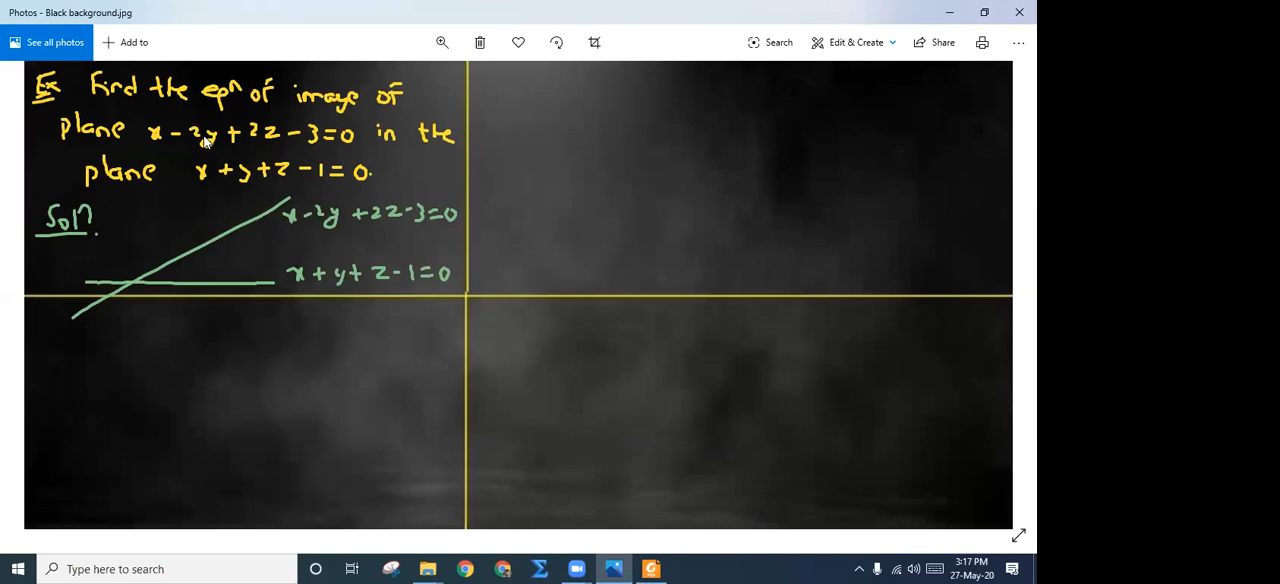 Photos - Black background.jpg
See all photos
Add to
Search
Edit & Create
Share
Ex Find the eqn of image of
plane x - 2y + 2z - 3 = 0 in the
plane x + y + z - 1 = 0.
Soln.
x - 2y + 2z - 3 = 0
x + y + z - 1 = 0
Type here to search
3:17 PM
27-May-20